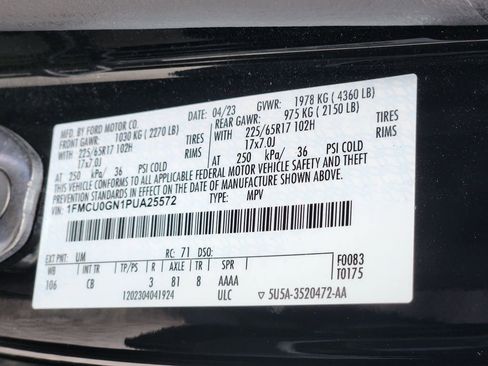 MFD. BY FORD MOTOR CO.
04/23 GVWR: 1978 KG ( 4360 LB)
FRONT GAWR: 1030 KG ( 2270 LB) REAR GAWR: 975 KG ( 2150 LB)
WITH TIRES WITH TIRES
225/65R17 102H 225/65R17 102H
17x7.0J RIMS 17x7.0J RIMS
AT 250 kPa/ 36 PSI COLD AT 250 kPa/ 36 PSI COLD
THIS VEHICLE CONFORMS TO ALL APPLICABLE FEDERAL MOTOR VEHICLE SAFETY AND THEFT
PREVENTION STANDARDS IN EFFECT ON THE DATE OF MANUFACTURE SHOWN ABOVE.
1FMCU0GN1PUA25572 TYPE: MPV
EXT PNT: UM RC: 71 DSO: F0083
WB INT TR TP/PS R AXLE TR SPR T0175
106 CB 3 81 8 AAAA
1202304041924 ULC 5U5A-3520472-AA